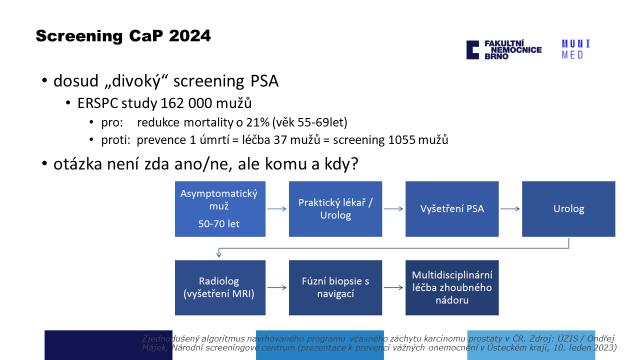 Screening CaP 2024
FAKULTNÍ
NEMOCNICE
BRNO
MUNI
MED
• dosud „divoký“ screening PSA
• ERSPC study 162 000 mužů
• pro: redukce mortality o 21% (věk 55-69let)
• proti: prevence 1 úmrtí = léčba 37 mužů = screening 1055 mužů
• otázka není zda ano/ne, ale komu a kdy?
Asymptomatický
muž
50-70 let
Praktický lékař /
Urolog
Vyšetření PSA
Urolog
Radiolog
(vyšetření MRI)
Fúzní biopsie s
navigací
Multidisciplinární
léčba zhoubného
nádoru
Zjednodušený algoritmus navrhovaného programu včasného záchytu karcinomu prostaty v ČR. Zdroj: ÚZIS / Ondřej
Májek, Národní screeningové centrum (prezentace k prevenci vážných onemocnění v Ústeckém kraji, 10. leden 2023)